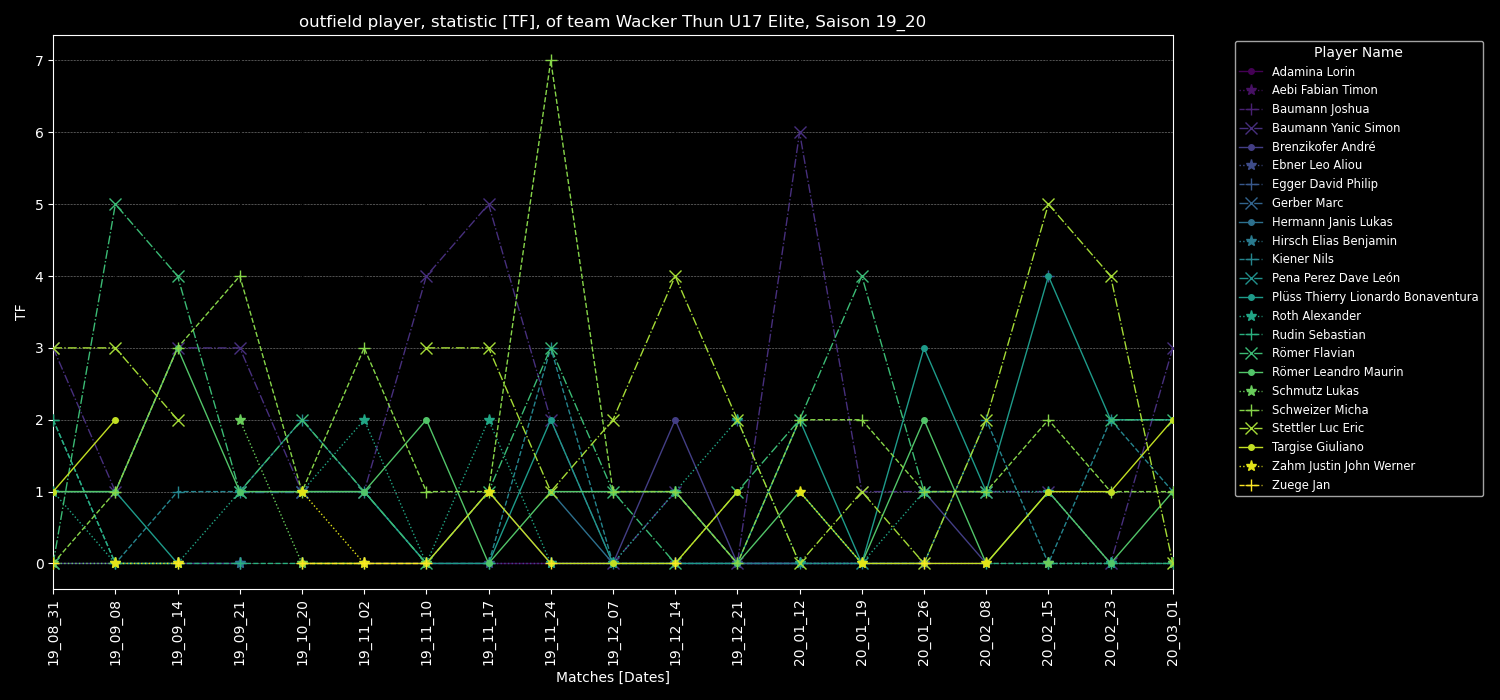 outfield player, statistic [TF], of team Wacker Thun U17 Elite, Saison 19_20
7
6
5
4
3
2
1
0
TF
19_08_31
19_09_08
19_09_14
19_09_21
19_10_20
19_11_02
19_11_10
19_11_17
19_11_24
19_12_07
19_12_14
19_12_21
20_01_12
20_01_19
20_01_26
20_02_08
20_02_15
20_02_23
20_03_01
Matches [Dates]
Player Name
Adamina Lorin
Aebi Fabian Timon
Baumann Joshua
Baumann Yanic Simon
Brenzikofer André
Ebner Leo Aliou
Egger David Philip
Gerber Marc
Hermann Janis Lukas
Hirsch Elias Benjamin
Kiener Nils
Pena Perez Dave León
Plüss Thierry Lionardo Bonaventura
Roth Alexander
Rudin Sebastian
Römer Flavian
Römer Leandro Maurin
Schmutz Lukas
Schweizer Micha
Stettler Luc Eric
Targise Giuliano
Zahm Justin John Werner
Zuege Jan